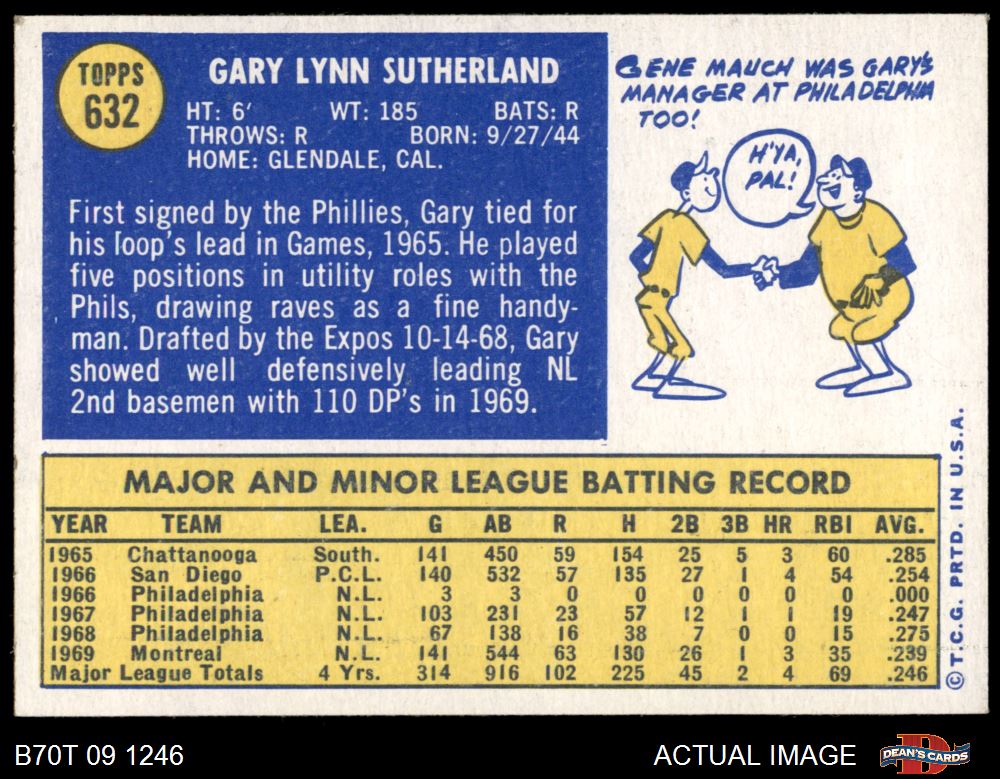 TOPPS
632
GARY LYNN SUTHERLAND
HT: 6' WT: 185 BATS: R
THROWS: R BORN: 9/27/44
HOME: GLENDALE, CAL.
First signed by the Phillies, Gary tied for
his loop's lead in Games, 1965. He played
five positions in utility roles with the
Phils, drawing raves as a fine handy-
man. Drafted by the Expos 10-14-68, Gary
showed well defensively leading NL
2nd basemen with 110 DP's in 1969.
GENE MAUCH WAS GARY'S
MANAGER AT PHILADELPHIA
TOO!
H'YA,
PAL!
MAJOR AND MINOR LEAGUE BATTING RECORD
YEAR TEAM LEA. G AB R H 2B 3B HR RBI AVG.
1965 Chattanooga South. 141 450 59 154 25 5 3 60 .285
1966 San Diego P.C.L. 140 532 57 135 27 1 4 54 .254
1966 Philadelphia N.L. 3 3 0 0 0 0 0 0 .000
1967 Philadelphia N.L. 103 231 23 57 12 1 1 19 .247
1968 Philadelphia N.L. 67 138 16 38 7 0 0 15 .275
1969 Montreal N.L. 141 544 63 130 26 1 3 35 .239
Major League Totals 4 Yrs. 314 916 102 225 45 2 4 69 .246
©T.C.G. PRTD. IN U.S.A.
B70T 09 1246
ACTUAL IMAGE
DEAN'S CARDS